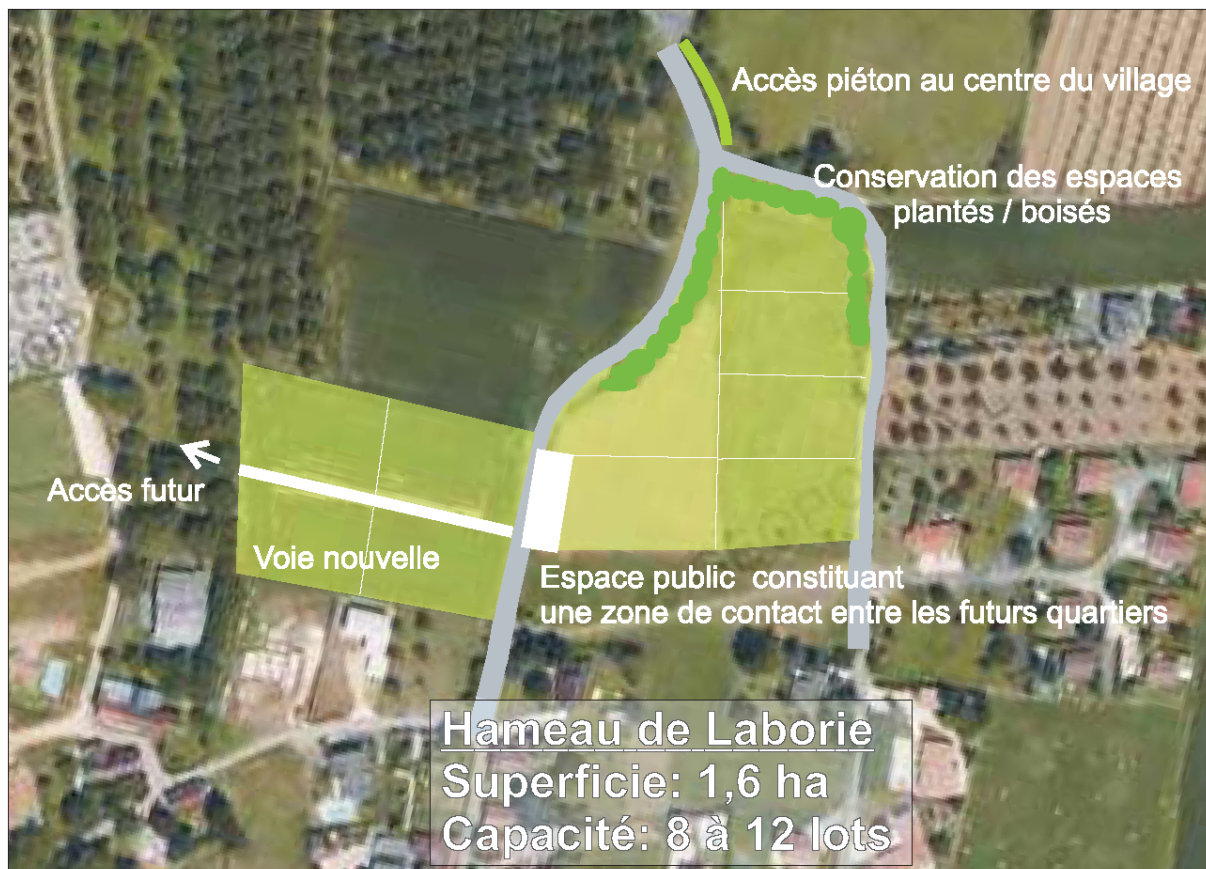 Accès piéton au centre du village
Conservation des espaces
plantés / boisés
Accès futur
Voie nouvelle
Espace public constituant
une zone de contact entre les futurs quartiers
Hameau de Laborie
Superficie: 1,6 ha
Capacité: 8 à 12 lots